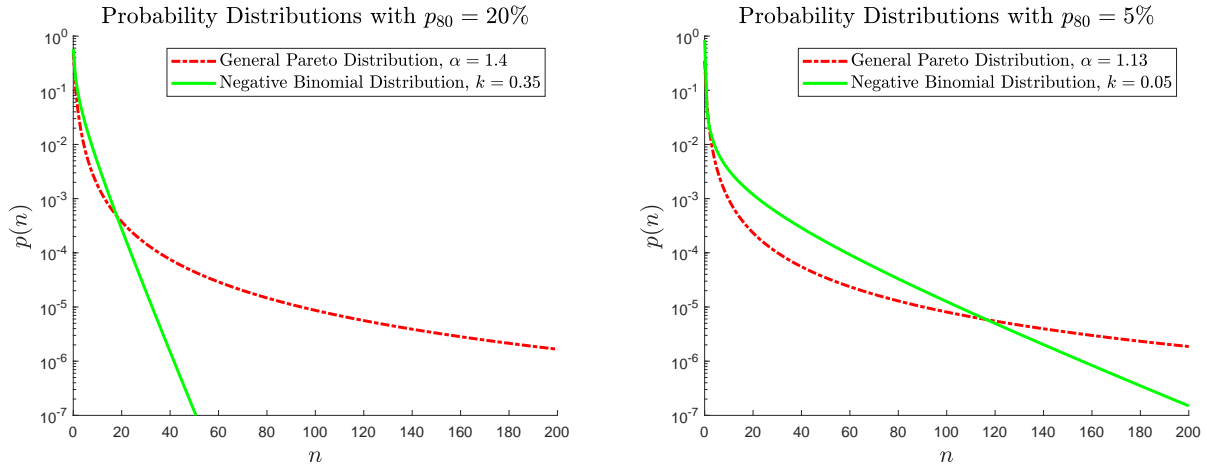 Probability Distributions with p₈₀ = 20%
10⁰
10⁻¹
10⁻²
10⁻³
10⁻⁴
10⁻⁵
10⁻⁶
10⁻⁷
p(n)
General Pareto Distribution, α = 1.4
Negative Binomial Distribution, k = 0.35
0 20 40 60 80 100 120 140 160 180 200
n
Probability Distributions with p₈₀ = 5%
10⁰
10⁻¹
10⁻²
10⁻³
10⁻⁴
10⁻⁵
10⁻⁶
10⁻⁷
p(n)
General Pareto Distribution, α = 1.13
Negative Binomial Distribution, k = 0.05
0 20 40 60 80 100 120 140 160 180 200
n